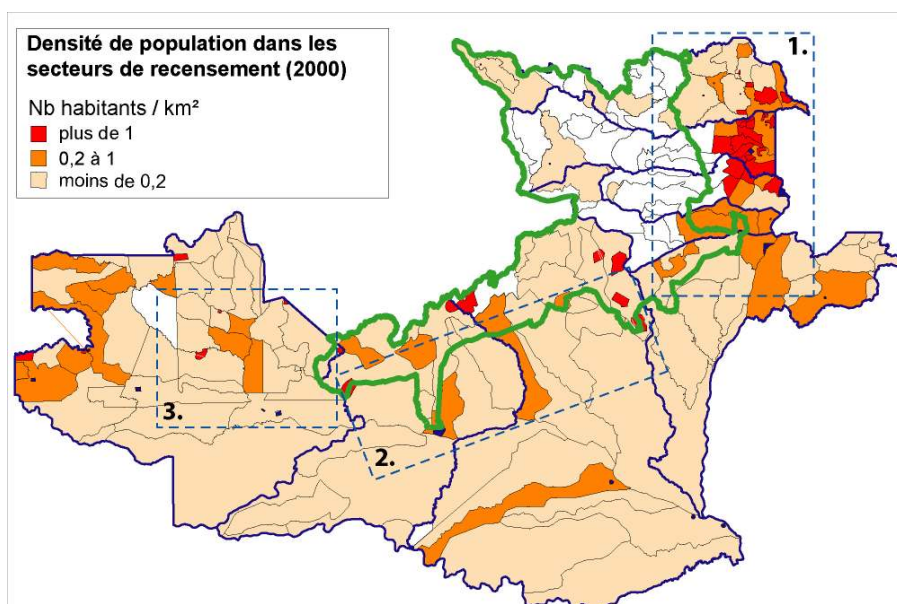 Densité de population dans les
secteurs de recensement (2000)
Nb habitants / km²
plus de 1
0,2 à 1
moins de 0,2
1.
2.
3.